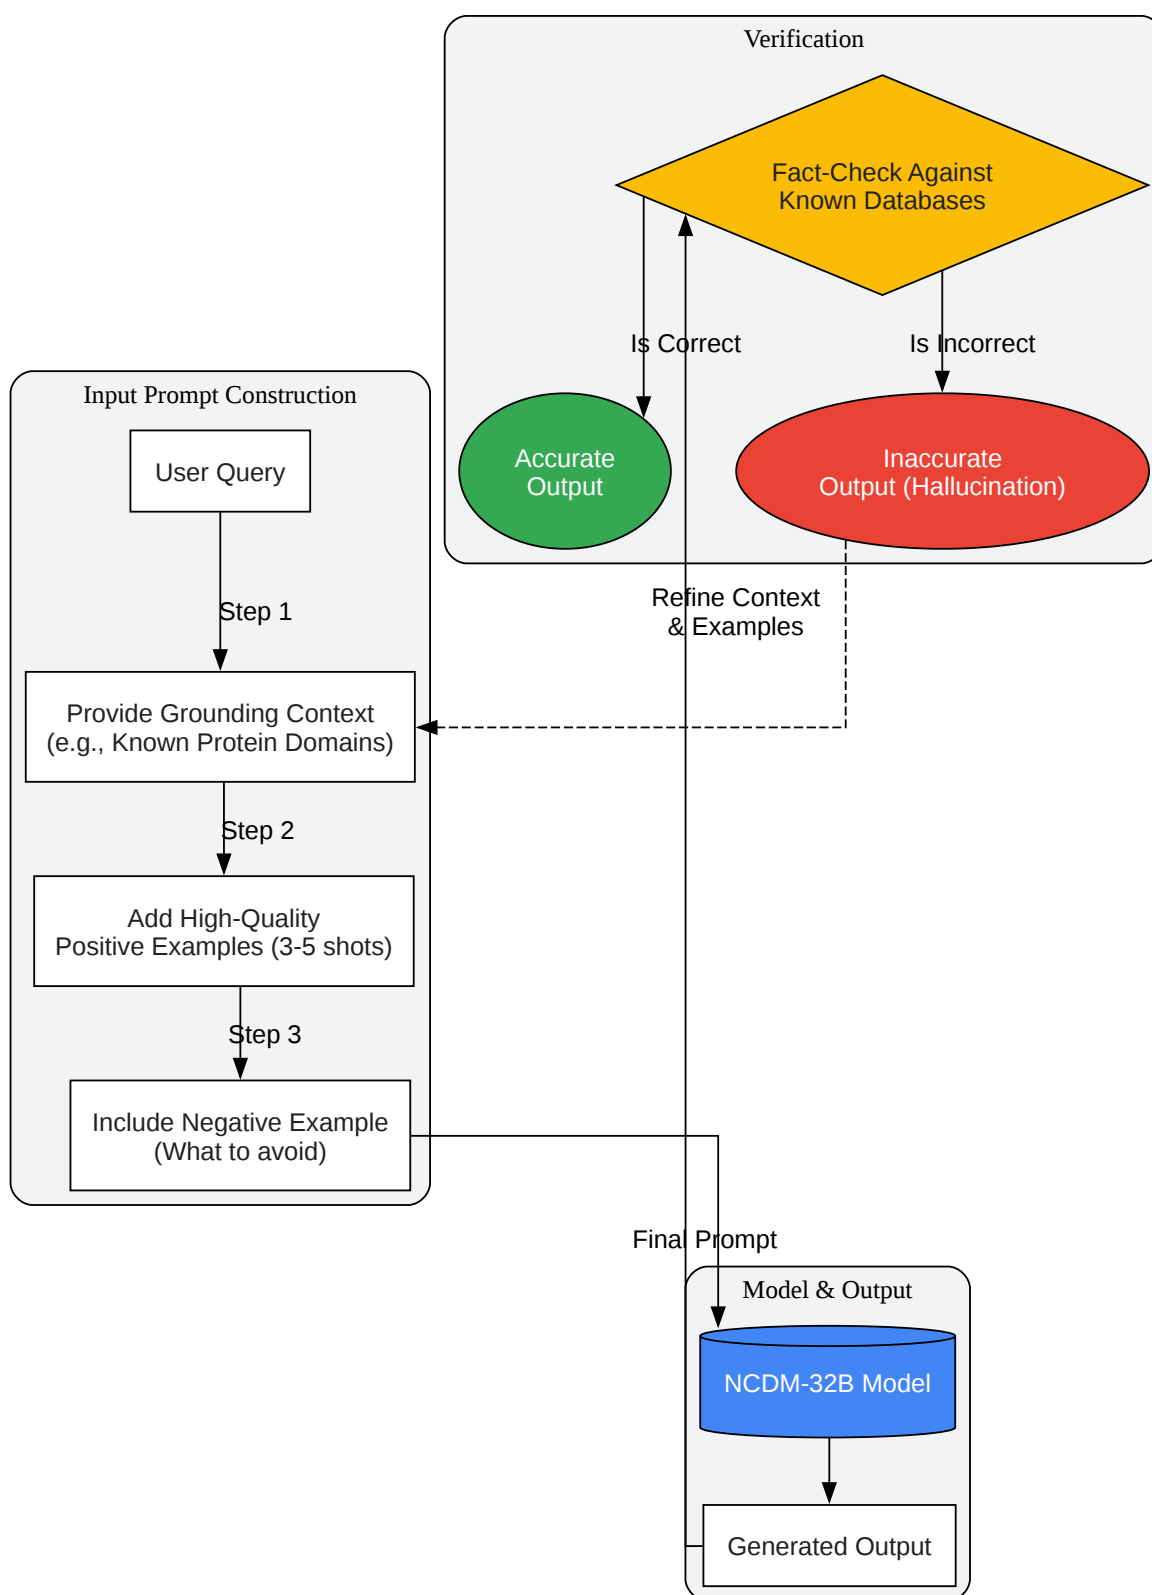 Verification
Fact-Check Against
Known Databases
Is Correct
Is Incorrect
Accurate
Output
Inaccurate
Output (Hallucination)
Input Prompt Construction
User Query
Step 1
Refine Context
& Examples
Provide Grounding Context
(e.g., Known Protein Domains)
Step 2
Add High-Quality
Positive Examples (3-5 shots)
Step 3
Include Negative Example
(What to avoid)
Final Prompt
Model & Output
NCDM-32B Model
Generated Output